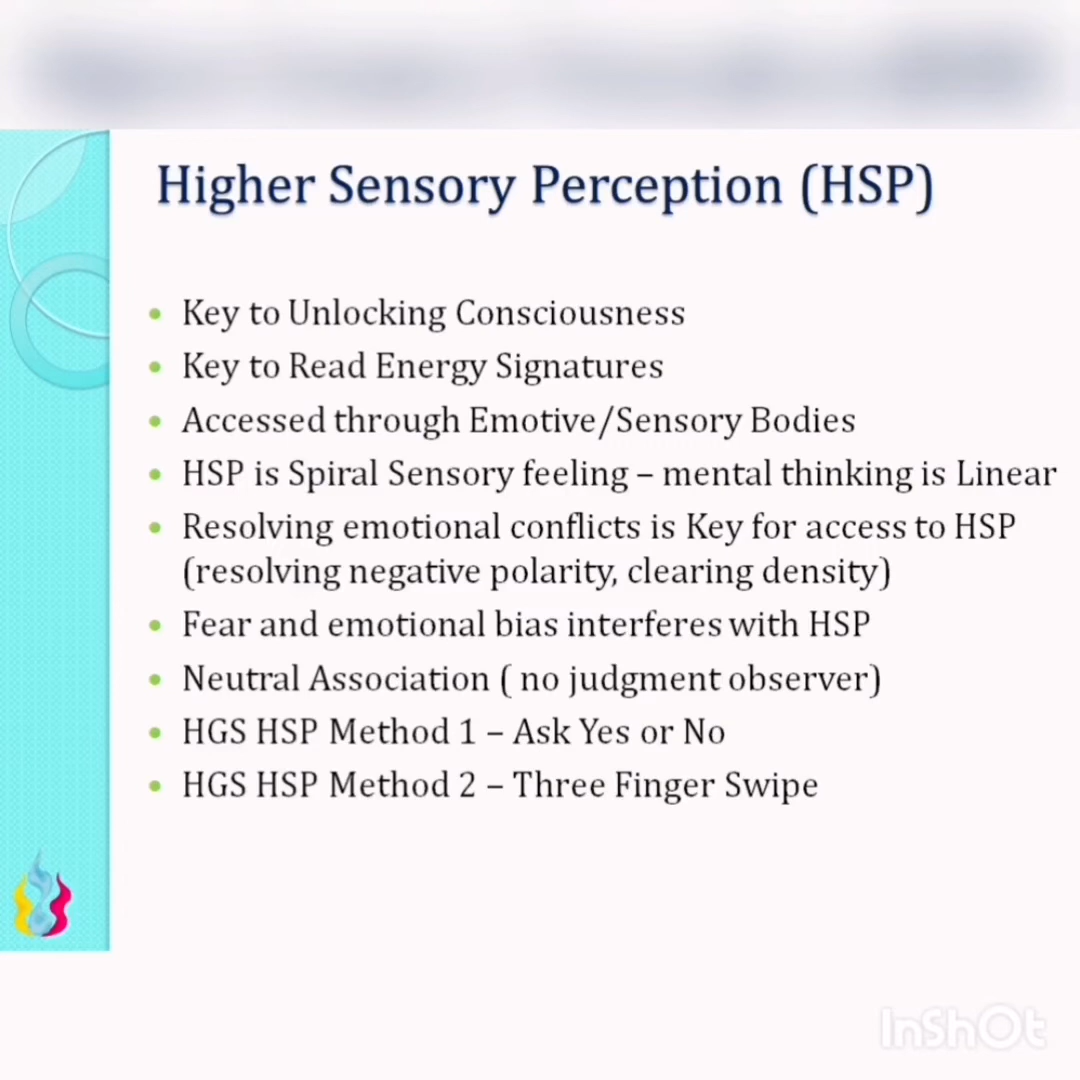 Higher Sensory Perception (HSP)
• Key to Unlocking Consciousness
• Key to Read Energy Signatures
• Accessed through Emotive/Sensory Bodies
• HSP is Spiral Sensory feeling – mental thinking is Linear
• Resolving emotional conflicts is Key for access to HSP
(resolving negative polarity, clearing density)
• Fear and emotional bias interferes with HSP
• Neutral Association ( no judgment observer)
• HGS HSP Method 1 – Ask Yes or No
• HGS HSP Method 2 – Three Finger Swipe
InShOt